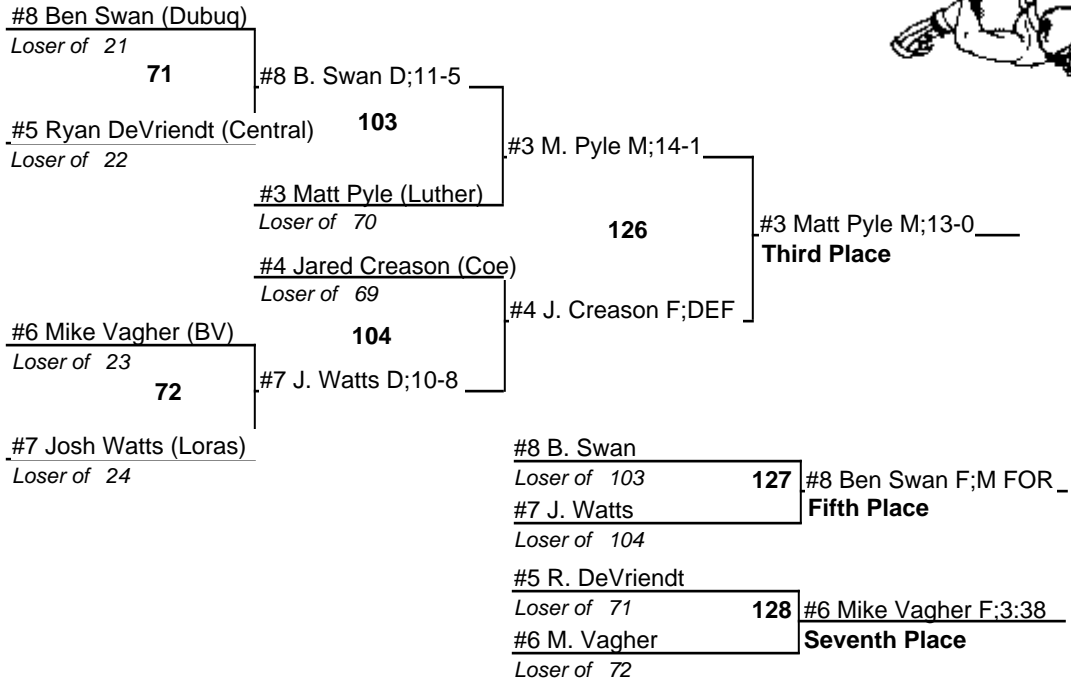 #8 Ben Swan (Dubuq)
Loser of 21
71
#8 B. Swan D;11-5
#5 Ryan DeVriendt (Central)
Loser of 22
103
#3 M. Pyle M;14-1
#3 Matt Pyle (Luther)
Loser of 70
126
#3 Matt Pyle M;13-0
Third Place
#4 Jared Creason (Coe)
Loser of 69
#4 J. Creason F;DEF
#6 Mike Vagher (BV)
Loser of 23
104
72
#7 J. Watts D;10-8
#7 Josh Watts (Loras)
Loser of 24
#8 B. Swan
Loser of 103
127
#8 Ben Swan F;M FOR
Fifth Place
#7 J. Watts
Loser of 104
#5 R. DeVriendt
Loser of 71
128
#6 Mike Vagher F;3:38
Seventh Place
#6 M. Vagher
Loser of 72